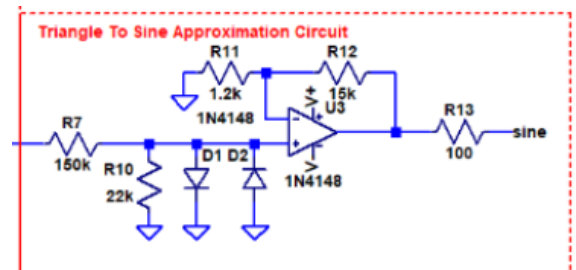 Triangle To Sine Approximation Circuit
R11
1.2k
R12
15k
1N4148
V+
U3
R13
100
sine
R7
150k
R10
22k
D1 D2
- +
+ -
V-
1N4148